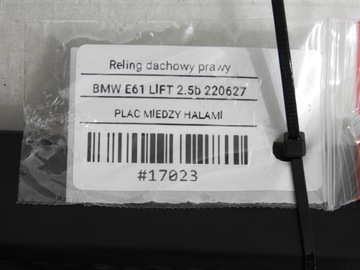 Reling dachowy prawy
BMW E61 LIFT 2.5b 220627
PLAC MIEDZY HALAMI
#17023